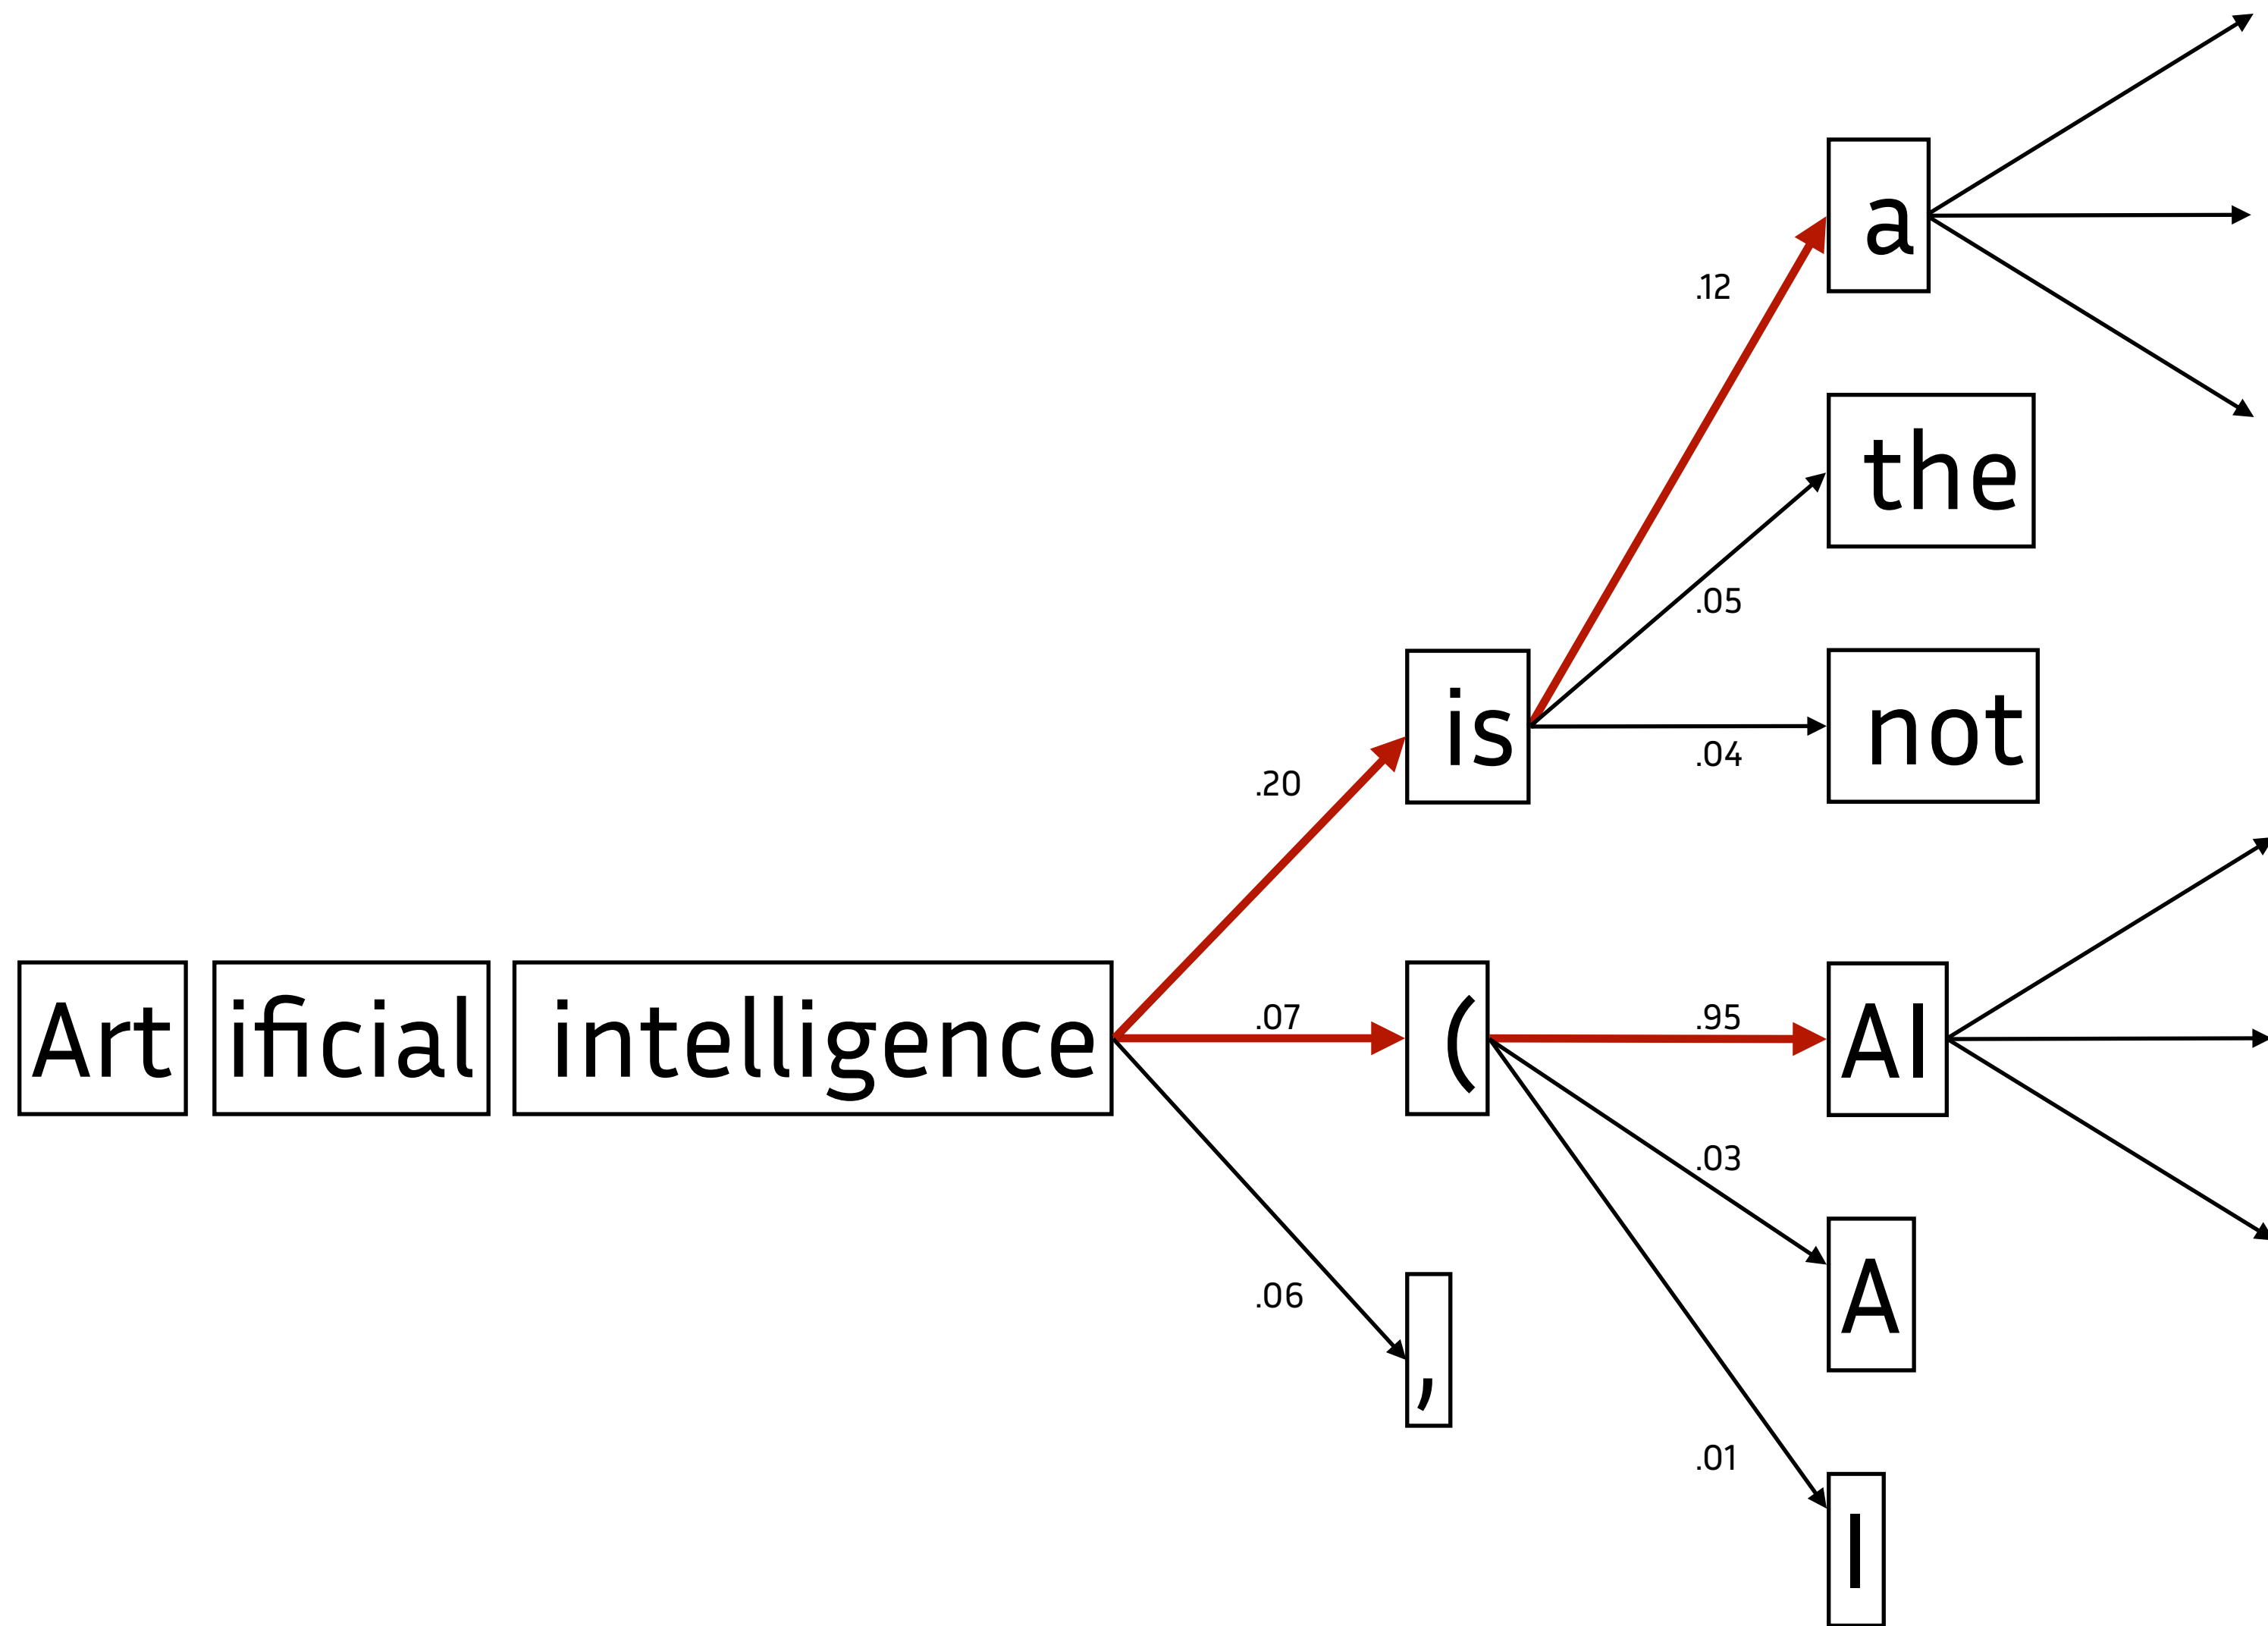 a
.12
the
.05
is
not
.04
.20
Art ificial intelligence
.07
(
.95
AI
.03
A
.06
,
.01
I